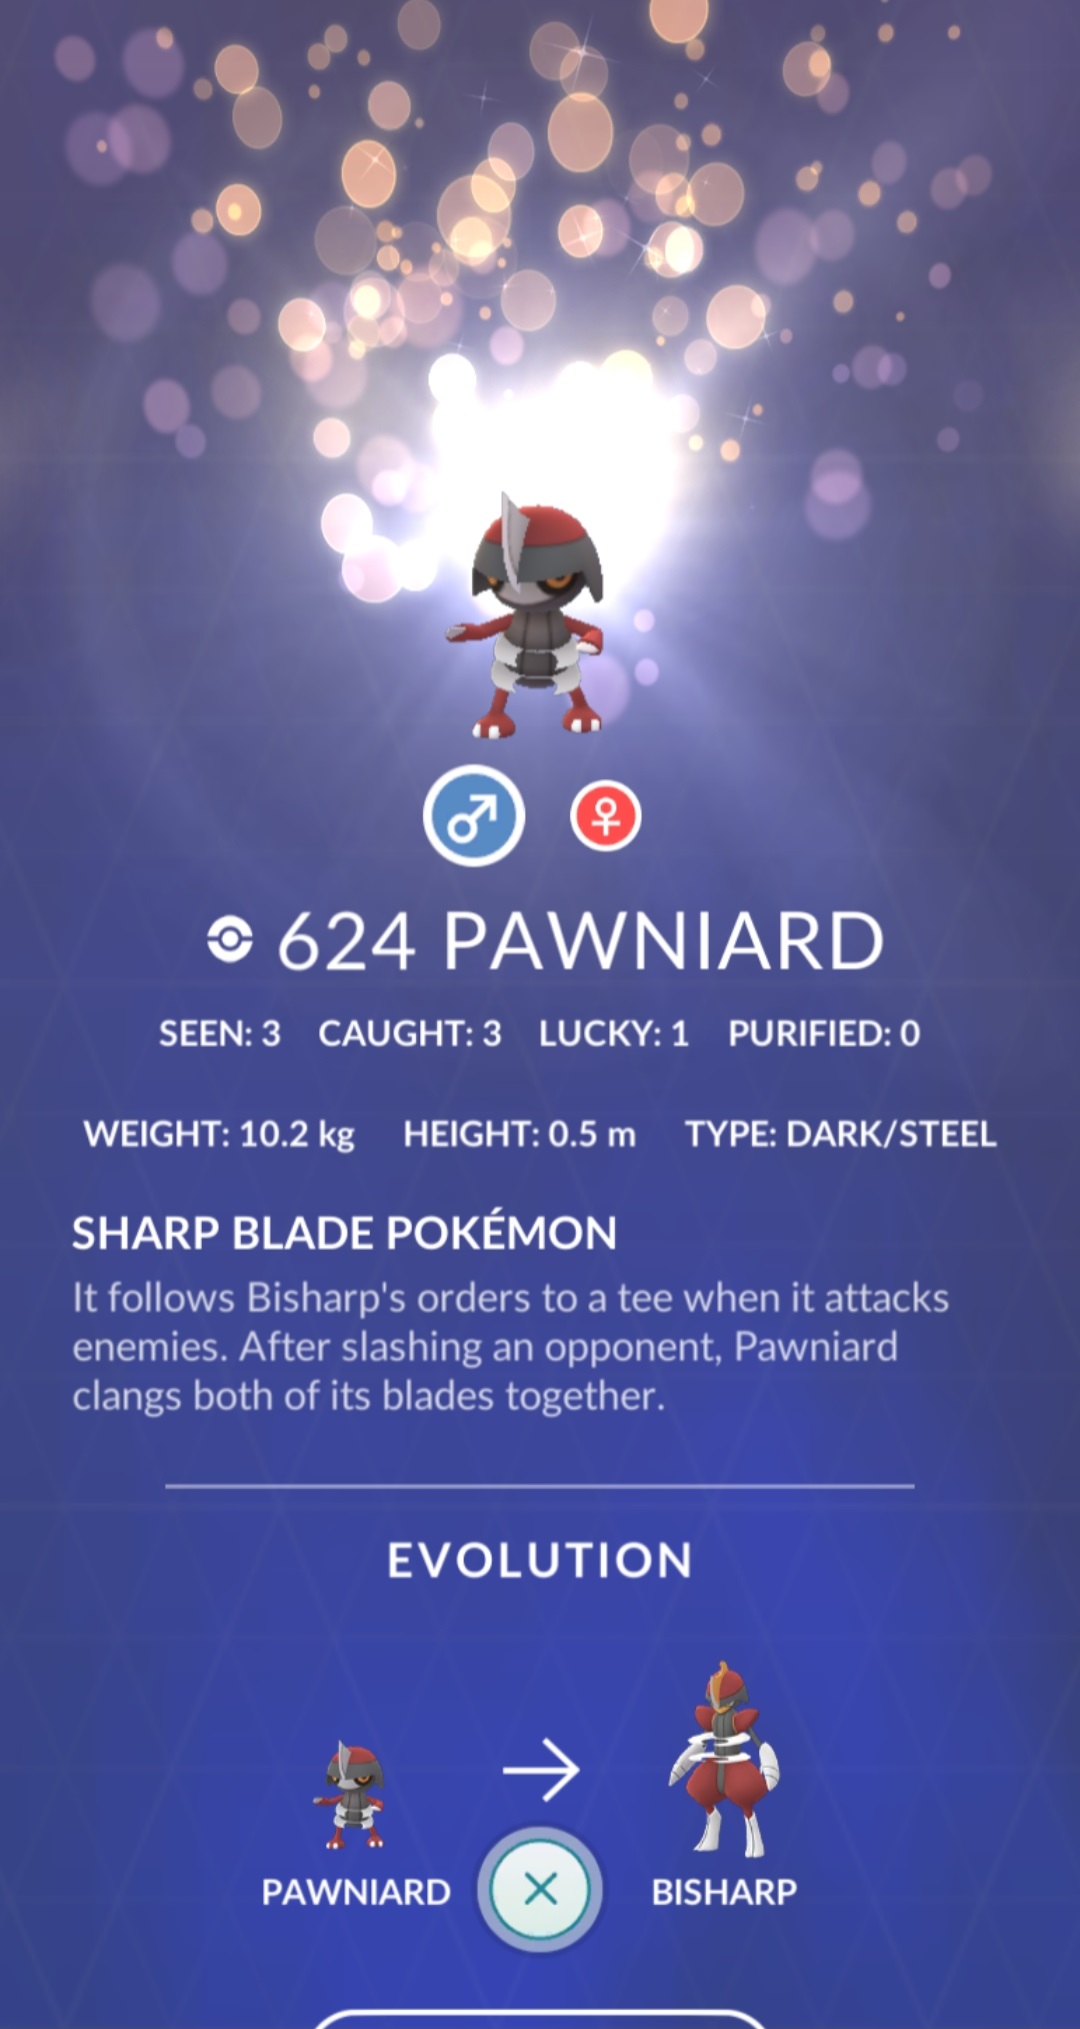 624 PAWNIARD
SEEN: 3 CAUGHT: 3 LUCKY: 1 PURIFIED: 0
WEIGHT: 10.2 kg HEIGHT: 0.5 m TYPE: DARK/STEEL
SHARP BLADE POKÉMON
It follows Bisharp's orders to a tee when it attacks
enemies. After slashing an opponent, Pawniard
clangs both of its blades together.
EVOLUTION
PAWNIARD BISHARP